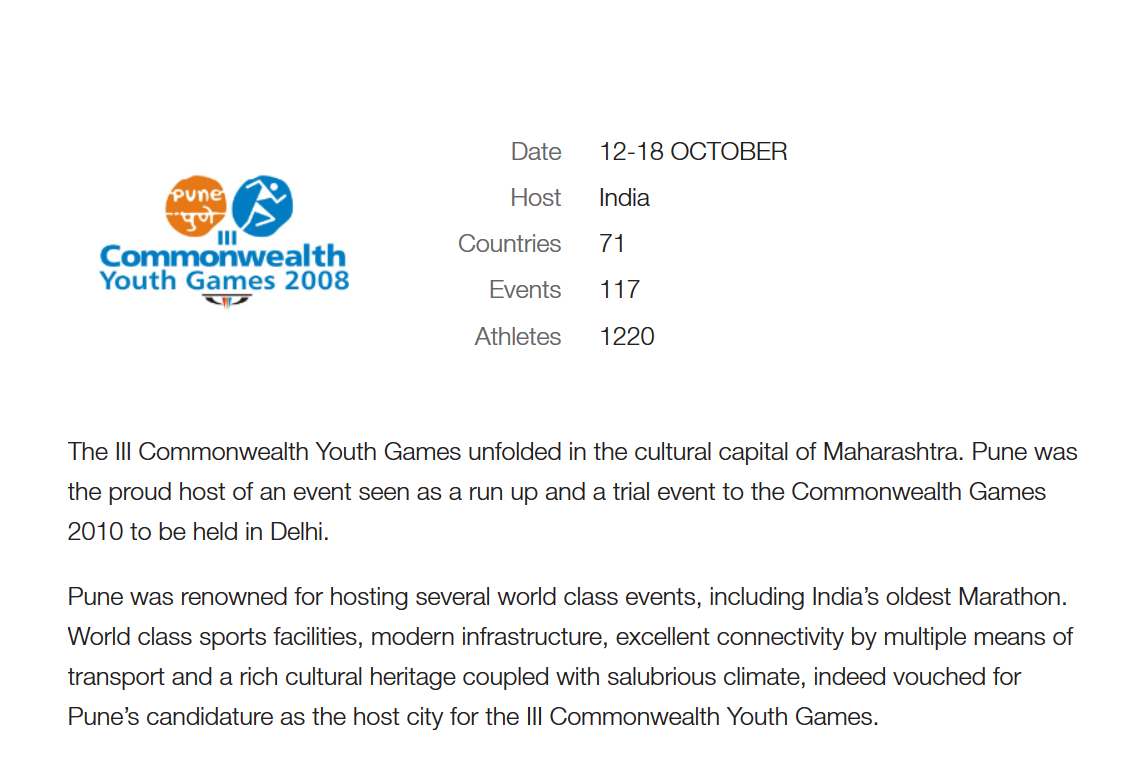 Date 12-18 OCTOBER
pune
पुणे
Host India
III
Commonwealth
Youth Games 2008
Countries 71
Events 117
Athletes 1220
The III Commonwealth Youth Games unfolded in the cultural capital of Maharashtra. Pune was
the proud host of an event seen as a run up and a trial event to the Commonwealth Games
2010 to be held in Delhi.
Pune was renowned for hosting several world class events, including India’s oldest Marathon.
World class sports facilities, modern infrastructure, excellent connectivity by multiple means of
transport and a rich cultural heritage coupled with salubrious climate, indeed vouched for
Pune’s candidature as the host city for the III Commonwealth Youth Games.